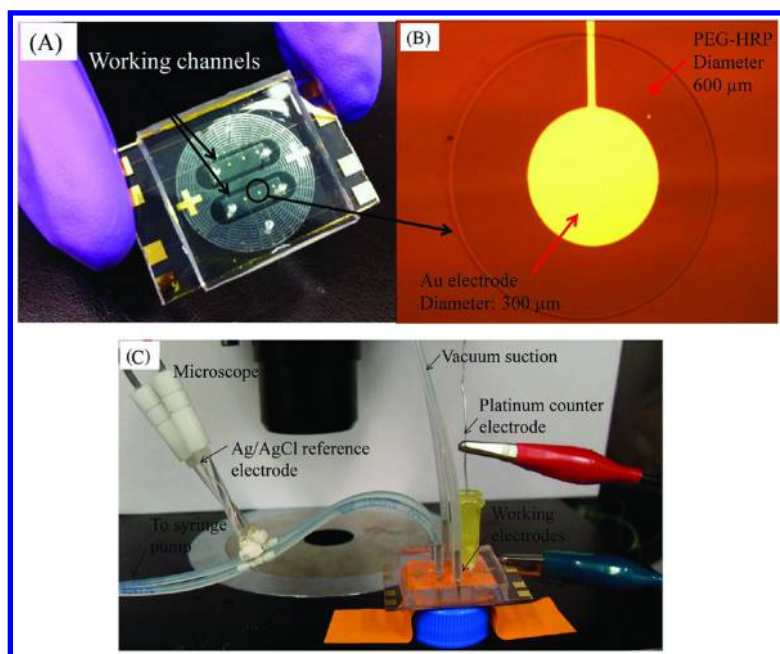 (A)
Working channels
(B)
PEG-HRP
Diameter
600 µm
Au electrode
Diameter: 300 µm
(C)
Microscope
Vacuum suction
Platinum counter
electrode
Ag/AgCl reference
electrode
To syringe
pump
Working
electrodes